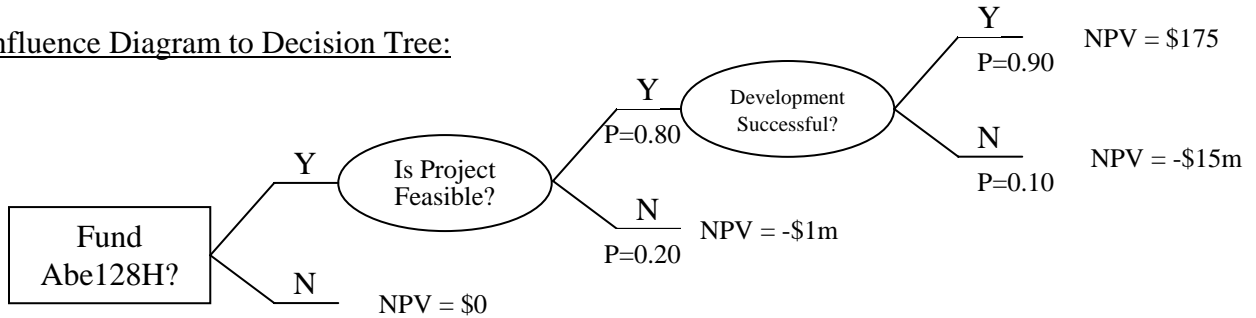 nfluence Diagram to Decision Tree:
Y
NPV = $175
P=0.90
Y
Development
Successful?
P=0.80
N
NPV = -$15m
P=0.10
Y
Is Project
Feasible?
N
NPV = -$1m
P=0.20
Fund
Abe128H?
N
NPV = $0